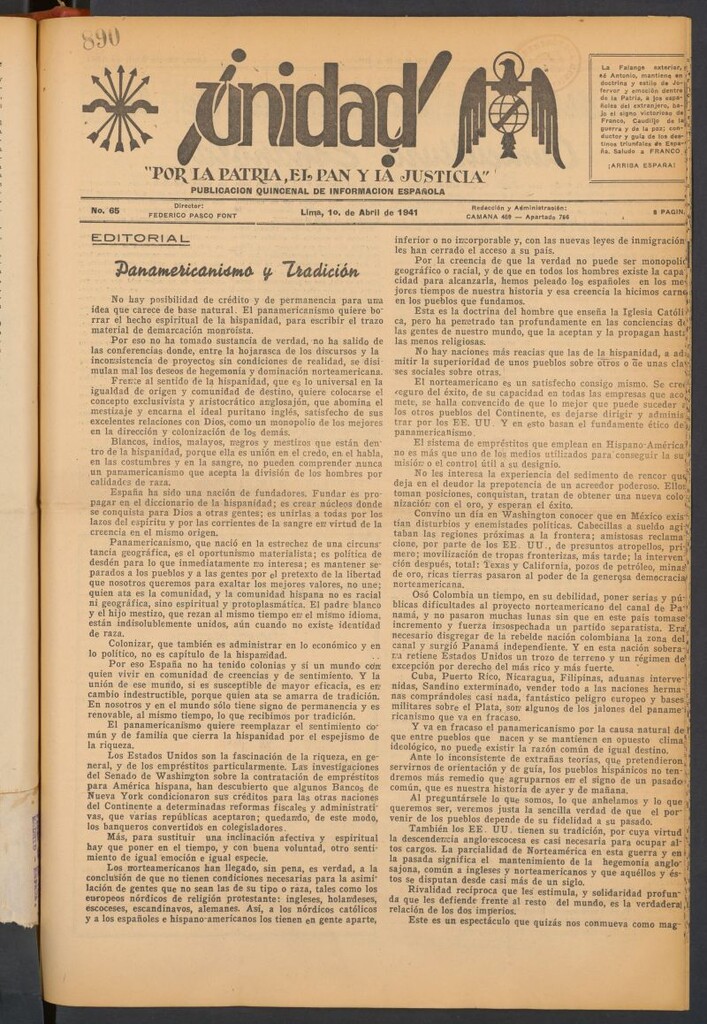 890
¡Unidad!
"POR LA PATRIA, EL PAN Y LA JUSTICIA"
PUBLICACION QUINCENAL DE INFORMACION ESPAÑOLA
La Falange exterior,
sé Antonio, mantiene en
doctrina y estilo de Jo-
fervor y emoción dentro
de la Patria, a los espa-
ñoles del extranjero, ba-
jo el signo victorioso de
Franco, Caudillo de la
guerra y de la paz; con-
ductor y guía de los des-
tinos triunfales de Espa-
ña. Saludo a FRANCO
¡ARRIBA ESPAÑA!
No. 65
Director:
FEDERICO PASCO FONT
Lima, 1o. de Abril de 1941
Redacción y Administración:
CAMANA 459 — Apartado 796
8 PAGIN
EDITORIAL
Panamericanismo y Tradición
No hay posibilidad de crédito y de permanencia para una
idea que carece de base natural. El panamericanismo quiere bo-
rrar el hecho espiritual de la hispanidad, para escribir el trazo
material de demarcación monroísta.
Por eso no ha tomado sustancia de verdad, no ha salido de
las conferencias donde, entre la hojarasca de los discursos y la
inconsistencia de proyectos sin condiciones de realidad, se disi-
mulan mal los deseos de hegemonía y dominación norteamericana.
Frente al sentido de la hispanidad, que es lo universal en la
igualdad de origen y comunidad de destino, quiere colocarse el
concepto exclusivista y aristocrático anglosajón, que abomina el
mestizaje y encarna el ideal puritano inglés, satisfecho de sus
excelentes relaciones con Dios, como un monopolio de los mejores
en la dirección y colonización de los demás.
Blancos, indios, malayos, negros y mestizos que están den-
tro de la hispanidad, porque ella es unión en el credo, en el habla,
en las costumbres y en la sangre, no pueden comprender nunca
un panamericanismo que acepta la división de los hombres por
calidades de raza.
España ha sido una nación de fundadores. Fundar es pro-
pagar en el diccionario de la hispanidad; es crear núcleos donde
se conquista para Dios a otras gentes; es unirlas a todas por los
lazos del espíritu y por las corrientes de la sangre en virtud de la
creencia en el mismo origen.
Panamericanismo, que nació en la estrechez de una circuns-
tancia geográfica, es el oportunismo materialista; es política de
desdén para lo que inmediatamente no interesa; es mantener se-
parados a los pueblos y a las gentes por el pretexto de la libertad
que nosotros queremos para exaltar los mejores valores, no une;
quien ata es la comunidad, y la comunidad hispana no es racial
ni geográfica, sino espiritual y protoplasmática. El padre blanco
y el hijo mestizo, que rezan al mismo tiempo en el mismo idioma,
están indisolublemente unidos, aún cuando no existe identidad
de raza.
Colonizar, que también es administrar en lo económico y en
lo político, no es capítulo de la hispanidad.
Por eso España no ha tenido colonias y sí un mundo con
quien vivir en comunidad de creencias y de sentimiento. Y la
unión de ese mundo, si es susceptible de mayor eficacia, es en
cambio indestructible, porque quien ata se amarra de tradición.
En nosotros y en el mundo sólo tiene signo de permanencia y es
renovable, al mismo tiempo, lo que recibimos por tradición.
El panamericanismo quiere reemplazar el sentimiento co-
mún y de familia que cierra la hispanidad por el espejismo de
la riqueza.
Los Estados Unidos son la fascinación de la riqueza, en ge-
neral, y de los empréstitos particularmente. Las investigaciones
del Senado de Washington sobre la contratación de empréstitos
para América hispana, han descubierto que algunos Bancos de
Nueva York condicionaron sus créditos para las otras naciones
del Continente a determinadas reformas fiscales y administrati-
vas, que varias repúblicas aceptaron; quedando, de este modo,
los banqueros convertidos en colegisladores.
Más, para sustituir una inclinación afectiva y espiritual
hay que poner en el tiempo, y con buena voluntad, otro senti-
miento de igual emoción e igual especie.
Los norteamericanos han llegado, sin pena, es verdad, a la
conclusión de que no tienen condiciones necesarias para la asimi-
lación de gentes que no sean las de su tipo o raza, tales como los
europeos nórdicos de religión protestante: ingleses, holandeses,
escoceses, escandinavos, alemanes. Así, a los nórdicos católicos
y a los españoles e hispano-americanos los tienen en gente aparte,
inferior o no incorporable y, con las nuevas leyes de inmigración
les han cerrado el acceso a su país.
Por la creencia de que la verdad no puede ser monopolio
geográfico o racial, y de que en todos los hombres existe la capa
cidad para alcanzarla, hemos peleado los españoles en los me
jores tiempos de nuestra historia y esa creencia la hicimos carne
en los pueblos que fundamos.
Esta es la doctrina del hombre que enseña la Iglesia Católi
ca, pero ha penetrado tan profundamente en las conciencias de
las gentes de nuestro mundo, que la aceptan y la propagan hasta
las menos religiosas.
No hay naciones más reacias que las de la hispanidad, a ad
mitir la superioridad de unos pueblos sobre otros o de unas cla
ses sociales sobre otras.
El norteamericano es un satisfecho consigo mismo. Se cree
seguro del éxito, de su capacidad en todas las empresas que aco
mete, se halla convencido de que lo mejor que puede suceder a
los otros pueblos del Continente, es dejarse dirigir y adminis
trar por los EE. UU. Y en esto basan el fundamento ético del
panamericanismo.
El sistema de empréstitos que emplean en Hispano-América
no es más que uno de los medios utilizados para conseguir la su
misión o el control útil a su designio.
No les interesa la experiencia del sedimento de rencor que
deja en el deudor la prepotencia de un acreedor poderoso. Ellos
toman posiciones, conquistan, tratan de obtener una nueva colo
nización: con el oro, y esperan el éxito.
Convino un día en Washington conocer que en México exis
tían disturbios y enemistades políticas. Cabecillas a sueldo agi
taban las regiones próximas a la frontera; amistosas reclama
ciones, por parte de los EE. UU., de presuntos atropellos, pri-
mero; movilización de tropas fronterizas, más tarde; la interven
ción después, total: Texas y California, pozos de petróleo, minas
de oro, ricas tierras pasaron al poder de la generosa democracia
norteamericana.
Osó Colombia un tiempo, en su debilidad, poner serias y pú-
blicas dificultades al proyecto norteamericano del canal de Pa
namá, y no pasaron muchas lunas sin que en este país tomase
incremento y fuerza insospechada un partido separatista. Era
necesario disgregar de la rebelde nación colombiana la zona del
canal y surgió Panamá independiente. Y en esta nación sobera-
na retiene Estados Unidos un trozo de terreno y un régimen de
excepción por derecho del más rico y más fuerte.
Cuba, Puerto Rico, Nicaragua, Filipinas, aduanas interve
nidas, Sandino exterminado, vender todo a las naciones herma
nas comprándoles casi nada, fantástico peligro europeo y bases
militares sobre el Plata, son algunos de los jalones del paname
ricanismo que va en fracaso.
Y va en fracaso el panamericanismo por la causa natural de
que entre pueblos que nacen y se mantienen en opuesto clima
ideológico, no puede existir la razón común de igual destino.
Ante lo inconsistente de extrañas teorías, que pretendieron
servirnos de orientación y de guía, los pueblos hispánicos no ten-
dremos más remedio que agruparnos en el signo de un pasado
común, que es nuestra historia de ayer y de mañana.
Al preguntársele lo que somos, lo que anhelamos y lo que
queremos ser, veremos justa la sencilla verdad de que el por-
venir de los pueblos depende de su fidelidad a su pasado.
También los EE. UU. tienen su tradición, por cuya virtud
la descendencia anglo-escocesa es casi necesaria para ocupar al-
tos cargos. La parcialidad de Norteamérica en esta guerra y en
la pasada significa el mantenimiento de la hegemonía anglo-
sajona, común a ingleses y norteamericanos y que aquéllos y és-
tos se disputan desde casi más de un siglo.
Rivalidad recíproca que les estimula, y solidaridad profun-
da que les defiende frente al resto del mundo, es la verdadera
relación de los dos imperios.
Este es un espectáculo que quizás nos conmueva como mag-